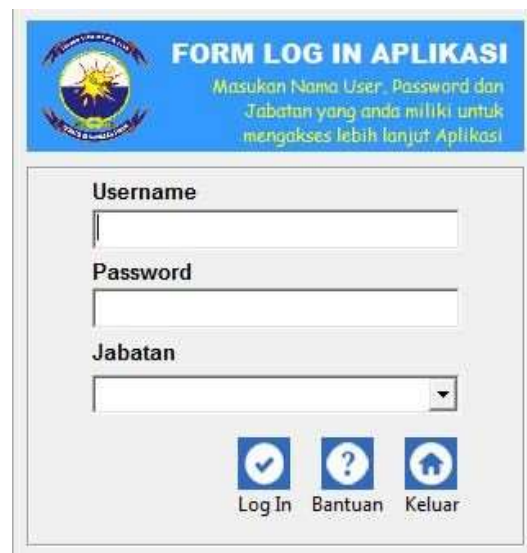 FORM LOG IN APLIKASI
Masukan Nama User, Password dan
Jabatan yang anda miliki untuk
mengakses lebih lanjut Aplikasi
Username
Password
Jabatan
Log In Bantuan Keluar